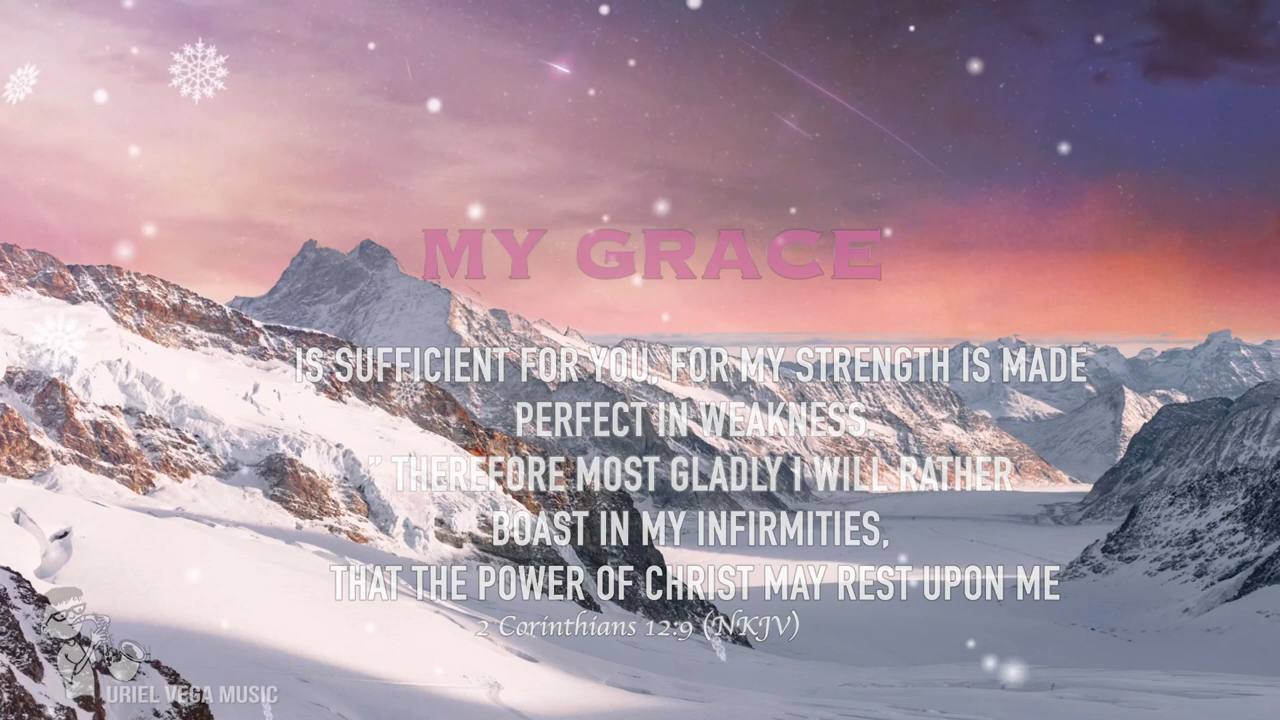 MY GRACE
IS SUFFICIENT FOR YOU, FOR MY STRENGTH IS MADE
PERFECT IN WEAKNESS.
” THEREFORE MOST GLADLY I WILL RATHER
BOAST IN MY INFIRMITIES,
THAT THE POWER OF CHRIST MAY REST UPON ME
2 Corinthians 12:9 (NKJV)
URIEL VEGA MUSIC